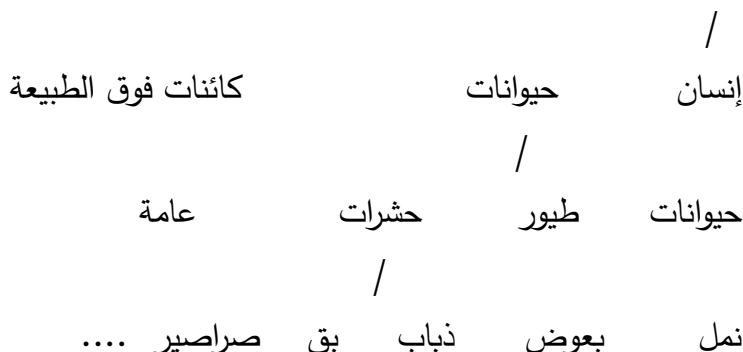 /
إنسان حيوانات كائنات فوق الطبيعة
/
حيوانات طيور حشرات عامة
/
نمل بعوض ذباب بق صراصير ....